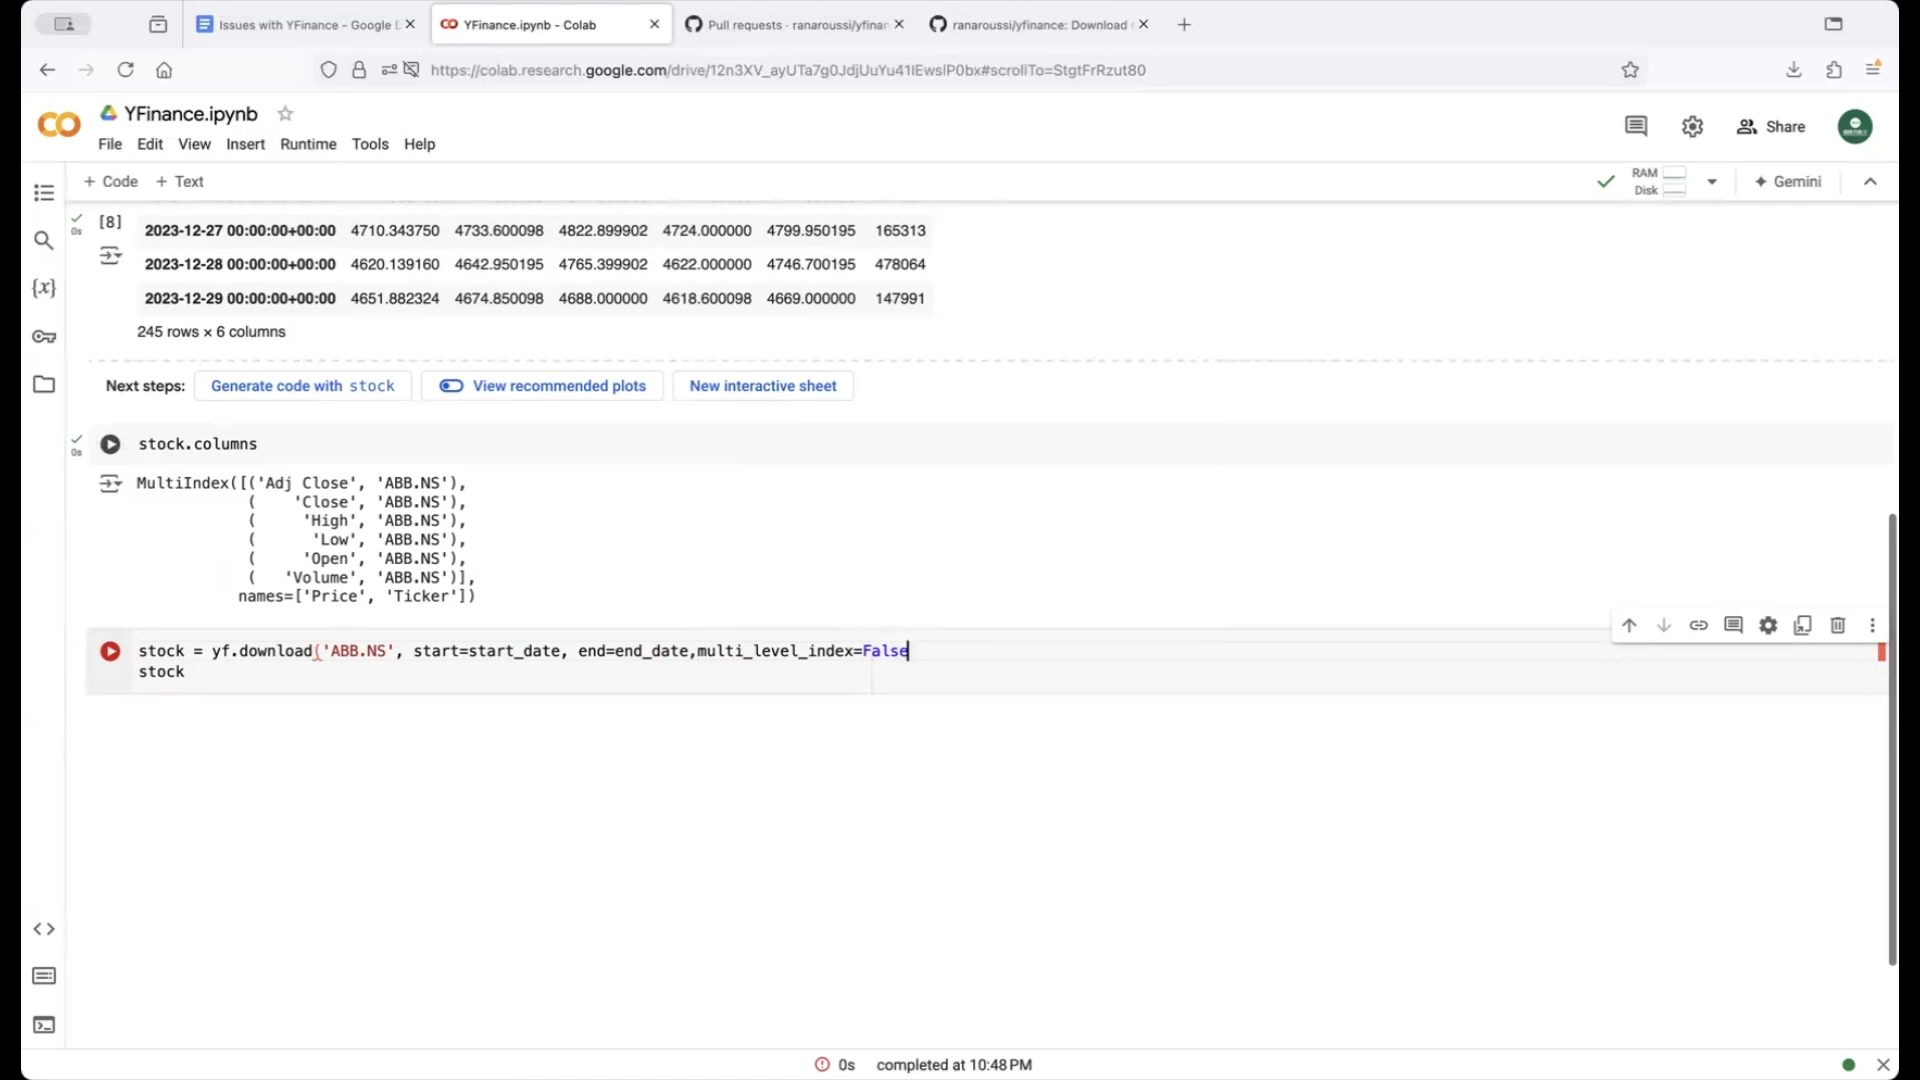 Issues with YFinance - Google [
YFinance.ipynb - Colab
Pull requests · ranaroussi/yfinan
ranaroussi/yfinance: Download
https://colab.research.google.com/drive/12n3XV_ayUTa7g0JdjUuYu41IEwslP0bx#scrollTo=StgtFrRzut80
YFinance.ipynb
File Edit View Insert Runtime Tools Help
Share
+ Code + Text
RAM
Disk
Gemini
[8]
0s
2023-12-27 00:00:00+00:00 4710.343750 4733.600098 4822.899902 4724.000000 4799.950195 165313
2023-12-28 00:00:00+00:00 4620.139160 4642.950195 4765.399902 4622.000000 4746.700195 478064
2023-12-29 00:00:00+00:00 4651.882324 4674.850098 4688.000000 4618.600098 4669.000000 147991
245 rows × 6 columns
Next steps: Generate code with stock View recommended plots New interactive sheet
0s
stock.columns
MultiIndex([('Adj Close', 'ABB.NS'),
( 'Close', 'ABB.NS'),
( 'High', 'ABB.NS'),
( 'Low', 'ABB.NS'),
( 'Open', 'ABB.NS'),
( 'Volume', 'ABB.NS')],
names=['Price', 'Ticker'])
stock = yf.download('ABB.NS', start=start_date, end=end_date,multi_level_index=False
stock
0s completed at 10:48 PM